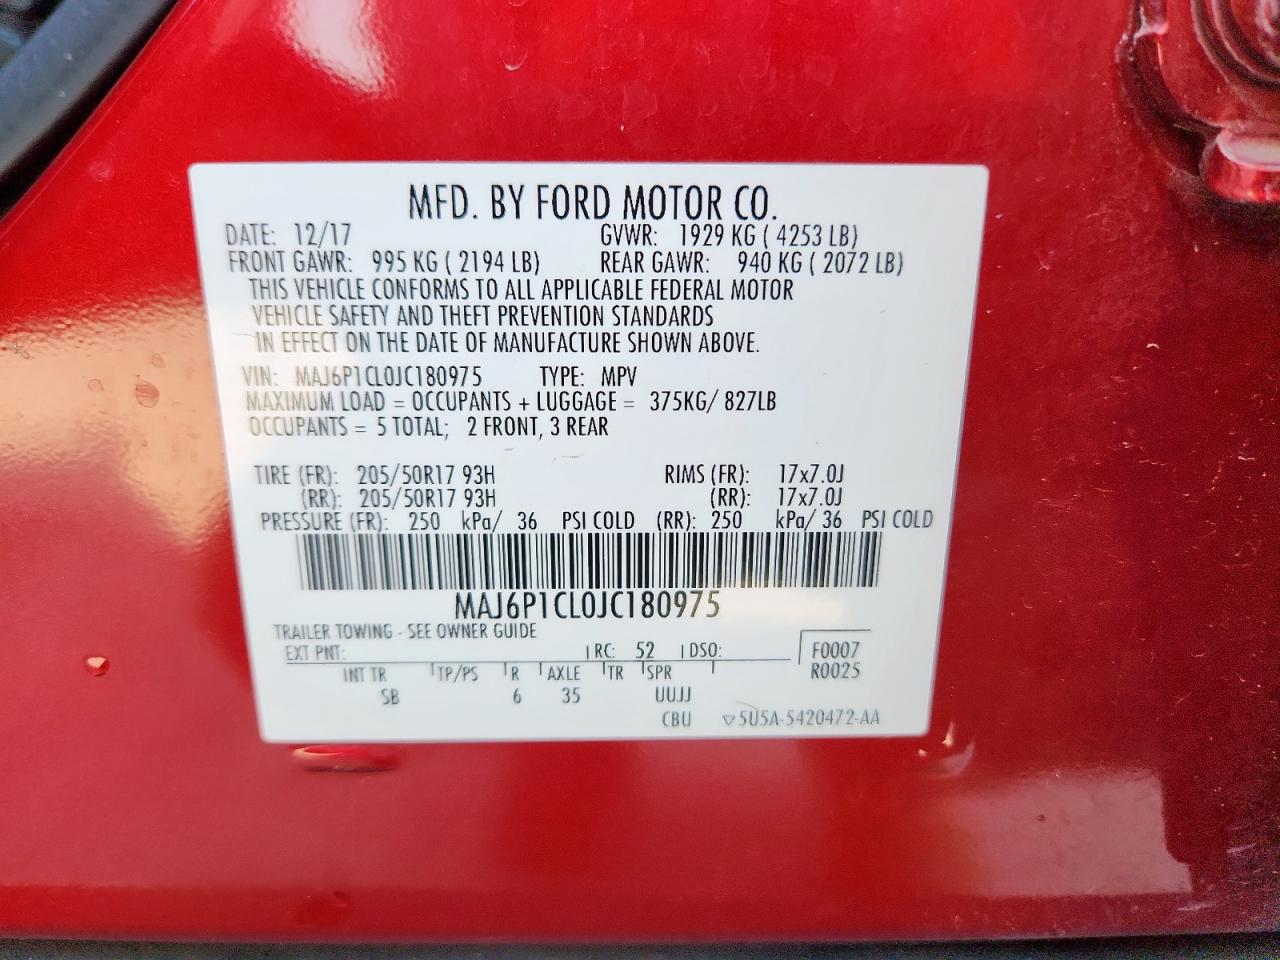 MFD. BY FORD MOTOR CO.
DATE: 12/17 GVWR: 1929 KG ( 4253 LB)
FRONT GAWR: 995 KG ( 2194 LB) REAR GAWR: 940 KG ( 2072 LB)
THIS VEHICLE CONFORMS TO ALL APPLICABLE FEDERAL MOTOR
VEHICLE SAFETY AND THEFT PREVENTION STANDARDS
IN EFFECT ON THE DATE OF MANUFACTURE SHOWN ABOVE.
VIN: MAJ6P1CL0JC180975 TYPE: MPV
MAXIMUM LOAD = OCCUPANTS + LUGGAGE = 375KG/ 827LB
OCCUPANTS = 5 TOTAL; 2 FRONT, 3 REAR
TIRE (FR): 205/50R17 93H RIMS (FR): 17x7.0J
(RR): 205/50R17 93H (RR): 17x7.0J
PRESSURE (FR): 250 kPa/ 36 PSI COLD (RR): 250 kPa/ 36 PSI COLD
MAJ6P1CL0JC180975
TRAILER TOWING - SEE OWNER GUIDE
EXT PNT: RC: 52 DSO: F0007
R0025
INT TR TP/PS R AXLE TR SPR
SB 6 35 UUJJ
CBU ▽5U5A-5420472-AA